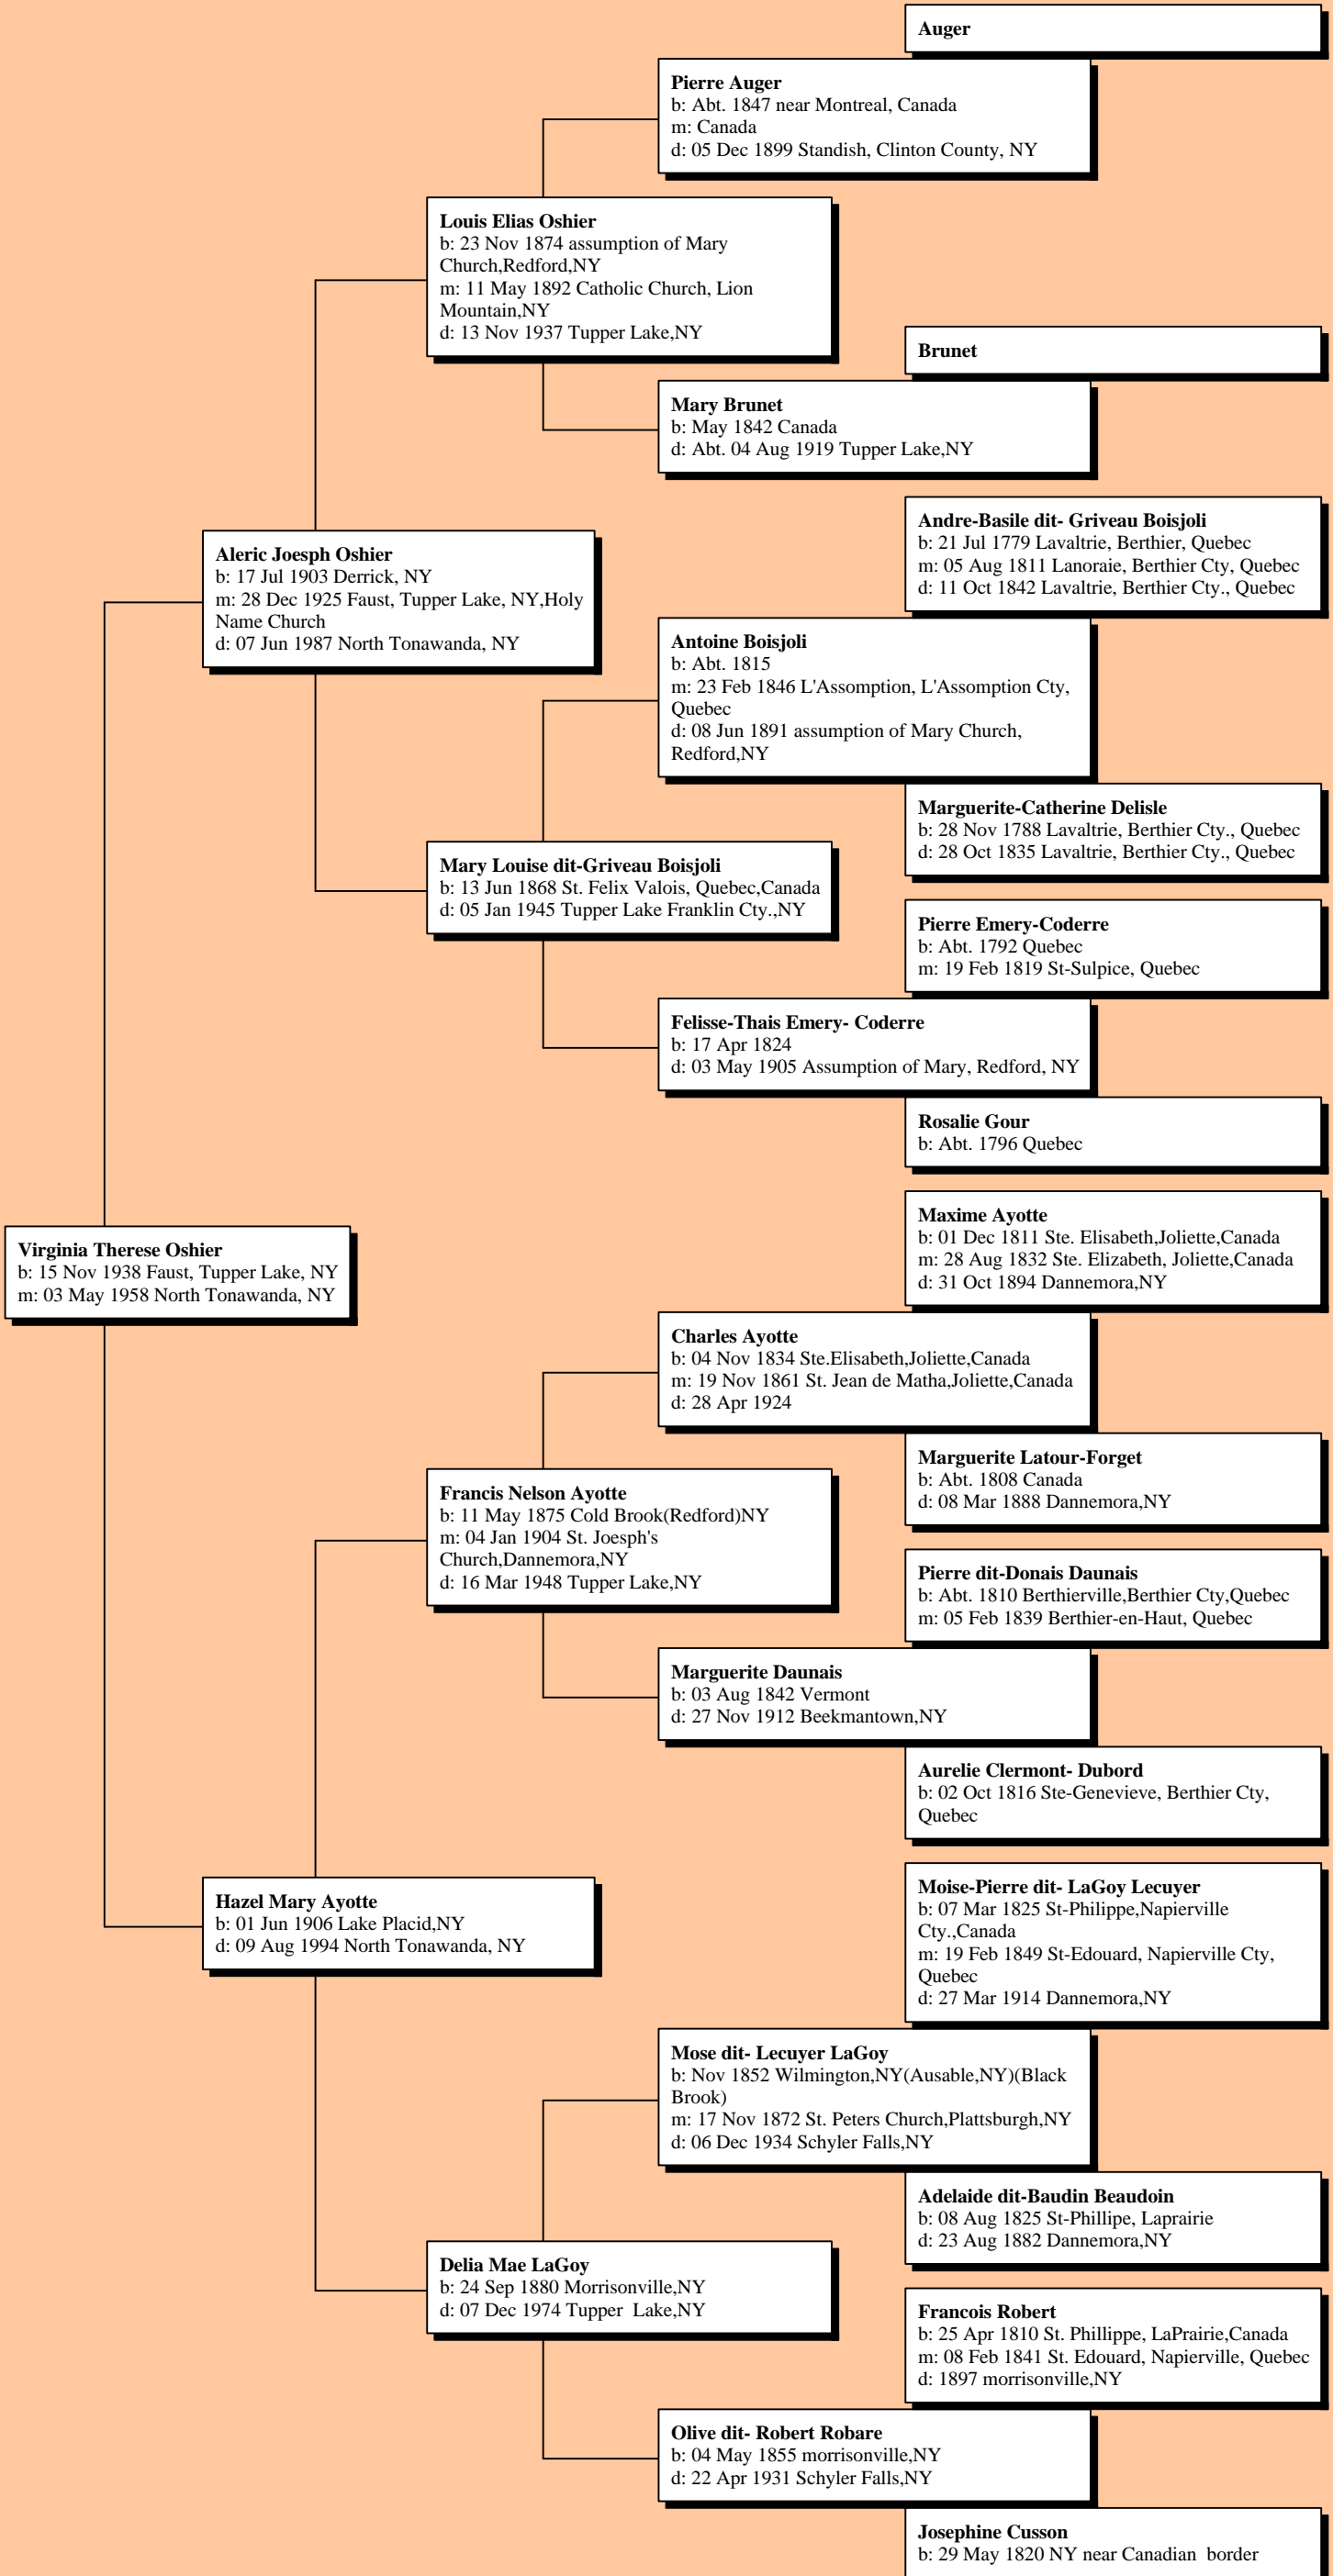 Auger
Pierre Auger
b: Abt. 1847 near Montreal, Canada
m: Canada
d: 05 Dec 1899 Standish, Clinton County, NY
Louis Elias Oshier
b: 23 Nov 1874 assumption of Mary
Church,Redford,NY
m: 11 May 1892 Catholic Church, Lion
Mountain,NY
d: 13 Nov 1937 Tupper Lake,NY
Brunet
Mary Brunet
b: May 1842 Canada
d: Abt. 04 Aug 1919 Tupper Lake,NY
Andre-Basile dit- Griveau Boisjoli
b: 21 Jul 1779 Lavaltrie, Berthier, Quebec
m: 05 Aug 1811 Lanoraie, Berthier Cty, Quebec
d: 11 Oct 1842 Lavaltrie, Berthier Cty., Quebec
Aleric Joesph Oshier
b: 17 Jul 1903 Derrick, NY
m: 28 Dec 1925 Faust, Tupper Lake, NY,Holy
Name Church
d: 07 Jun 1987 North Tonawanda, NY
Antoine Boisjoli
b: Abt. 1815
m: 23 Feb 1846 L'Assomption, L'Assomption Cty,
Quebec
d: 08 Jun 1891 assumption of Mary Church,
Redford,NY
Marguerite-Catherine Delisle
b: 28 Nov 1788 Lavaltrie, Berthier Cty., Quebec
d: 28 Oct 1835 Lavaltrie, Berthier Cty., Quebec
Mary Louise dit-Griveau Boisjoli
b: 13 Jun 1868 St. Felix Valois, Quebec,Canada
d: 05 Jan 1945 Tupper Lake Franklin Cty.,NY
Pierre Emery-Coderre
b: Abt. 1792 Quebec
m: 19 Feb 1819 St-Sulpice, Quebec
Felisse-Thais Emery- Coderre
b: 17 Apr 1824
d: 03 May 1905 Assumption of Mary, Redford, NY
Rosalie Gour
b: Abt. 1796 Quebec
Virginia Therese Oshier
b: 15 Nov 1938 Faust, Tupper Lake, NY
m: 03 May 1958 North Tonawanda, NY
Maxime Ayotte
b: 01 Dec 1811 Ste. Elisabeth,Joliette,Canada
m: 28 Aug 1832 Ste. Elizabeth, Joliette,Canada
d: 31 Oct 1894 Dannemora,NY
Charles Ayotte
b: 04 Nov 1834 Ste.Elisabeth,Joliette,Canada
m: 19 Nov 1861 St. Jean de Matha,Joliette,Canada
d: 28 Apr 1924
Marguerite Latour-Forget
b: Abt. 1808 Canada
d: 08 Mar 1888 Dannemora,NY
Francis Nelson Ayotte
b: 11 May 1875 Cold Brook(Redford)NY
m: 04 Jan 1904 St. Joesph's
Church,Dannemora,NY
d: 16 Mar 1948 Tupper Lake,NY
Pierre dit-Donais Daunais
b: Abt. 1810 Berthierville,Berthier Cty,Quebec
m: 05 Feb 1839 Berthier-en-Haut, Quebec
Marguerite Daunais
b: 03 Aug 1842 Vermont
d: 27 Nov 1912 Beekmantown,NY
Aurelie Clermont- Dubord
b: 02 Oct 1816 Ste-Genevieve, Berthier Cty,
Quebec
Hazel Mary Ayotte
b: 01 Jun 1906 Lake Placid,NY
d: 09 Aug 1994 North Tonawanda, NY
Moise-Pierre dit- LaGoy Lecuyer
b: 07 Mar 1825 St-Philippe,Napierville
Cty.,Canada
m: 19 Feb 1849 St-Edouard, Napierville Cty,
Quebec
d: 27 Mar 1914 Dannemora,NY
Mose dit- Lecuyer LaGoy
b: Nov 1852 Wilmington,NY(Ausable,NY)(Black
Brook)
m: 17 Nov 1872 St. Peters Church,Plattsburgh,NY
d: 06 Dec 1934 Schyler Falls,NY
Adelaide dit-Baudin Beaudoin
b: 08 Aug 1825 St-Phillipe, Laprairie
d: 23 Aug 1882 Dannemora,NY
Delia Mae LaGoy
b: 24 Sep 1880 Morrisonville,NY
d: 07 Dec 1974 Tupper  Lake,NY
Francois Robert
b: 25 Apr 1810 St. Phillippe, LaPrairie,Canada
m: 08 Feb 1841 St. Edouard, Napierville, Quebec
d: 1897 morrisonville,NY
Olive dit- Robert Robare
b: 04 May 1855 morrisonville,NY
d: 22 Apr 1931 Schyler Falls,NY
Josephine Cusson
b: 29 May 1820 NY near Canadian  border